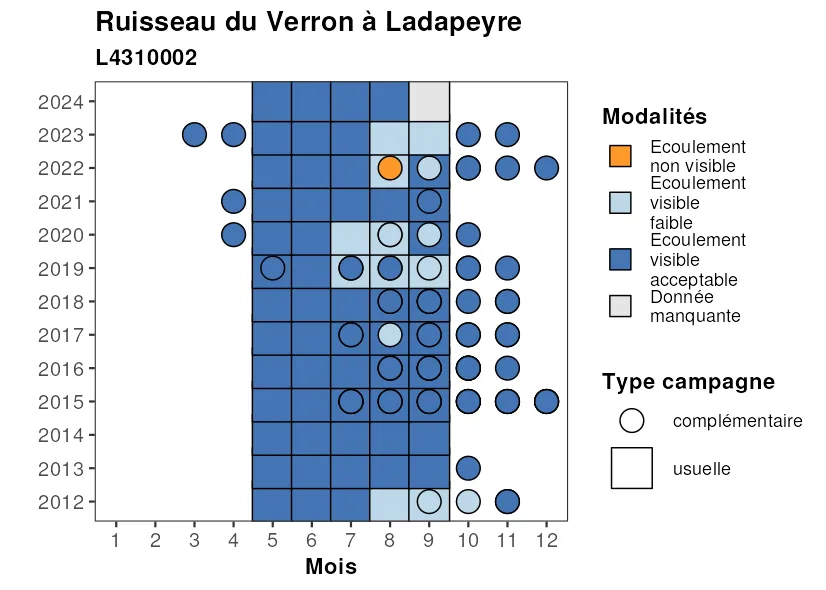 Ruisseau du Verron à Ladapeyre
L4310002
2024
2023
2022
2021
2020
2019
2018
2017
2016
2015
2014
2013
2012
1 2 3 4 5 6 7 8 9 10 11 12
Mois
Modalités
Ecoulement
non visible
Ecoulement
visible
faible
Ecoulement
visible
acceptable
Donnée
manquante
Type campagne
complémentaire
usuelle